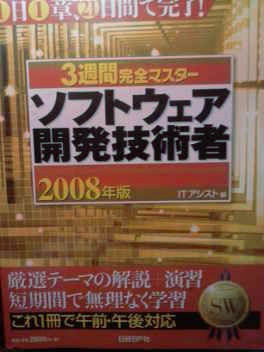 1日1章、21日間で完了!
3週間完全マスター
ソフトウェア
開発技術者
2008年版
ITアシスト 編
厳選テーマの解説+演習
短期間で無理なく学習
これ1冊で午前・午後対応
日経BP社
SW